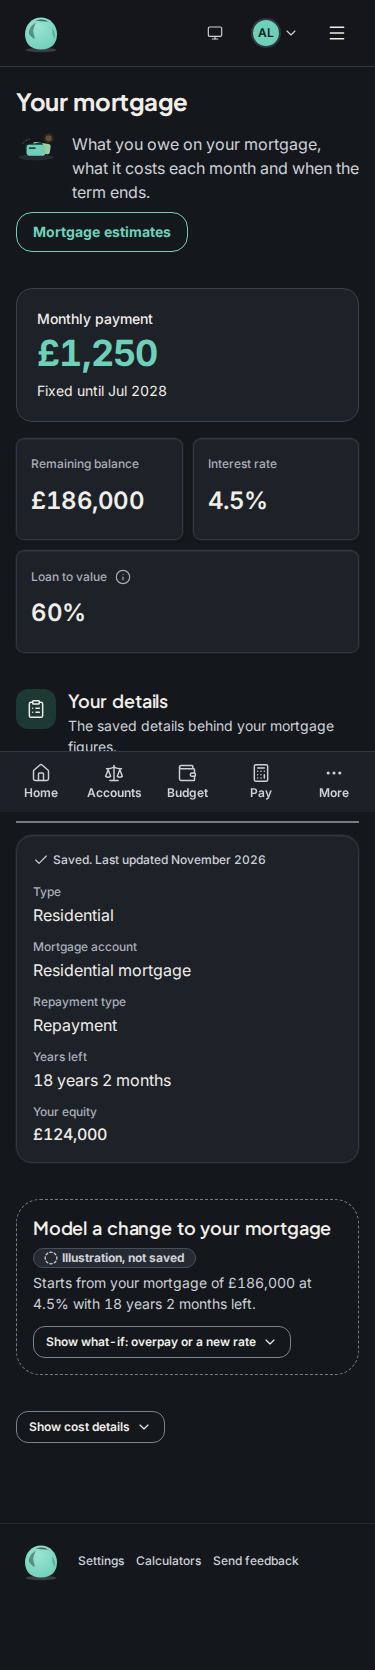 AL
Your mortgage
What you owe on your mortgage,
what it costs each month and when the
term ends.
Mortgage estimates
Monthly payment
£1,250
Fixed until Jul 2028
Remaining balance
£186,000
Interest rate
4.5%
Loan to value
60%
Your details
The saved details behind your mortgage
figures.
Home
Accounts
Budget
Pay
More
Saved. Last updated November 2026
Type
Residential
Mortgage account
Residential mortgage
Repayment type
Repayment
Years left
18 years 2 months
Your equity
£124,000
Model a change to your mortgage
Illustration, not saved
Starts from your mortgage of £186,000 at
4.5% with 18 years 2 months left.
Show what-if: overpay or a new rate
Show cost details
Settings
Calculators
Send feedback